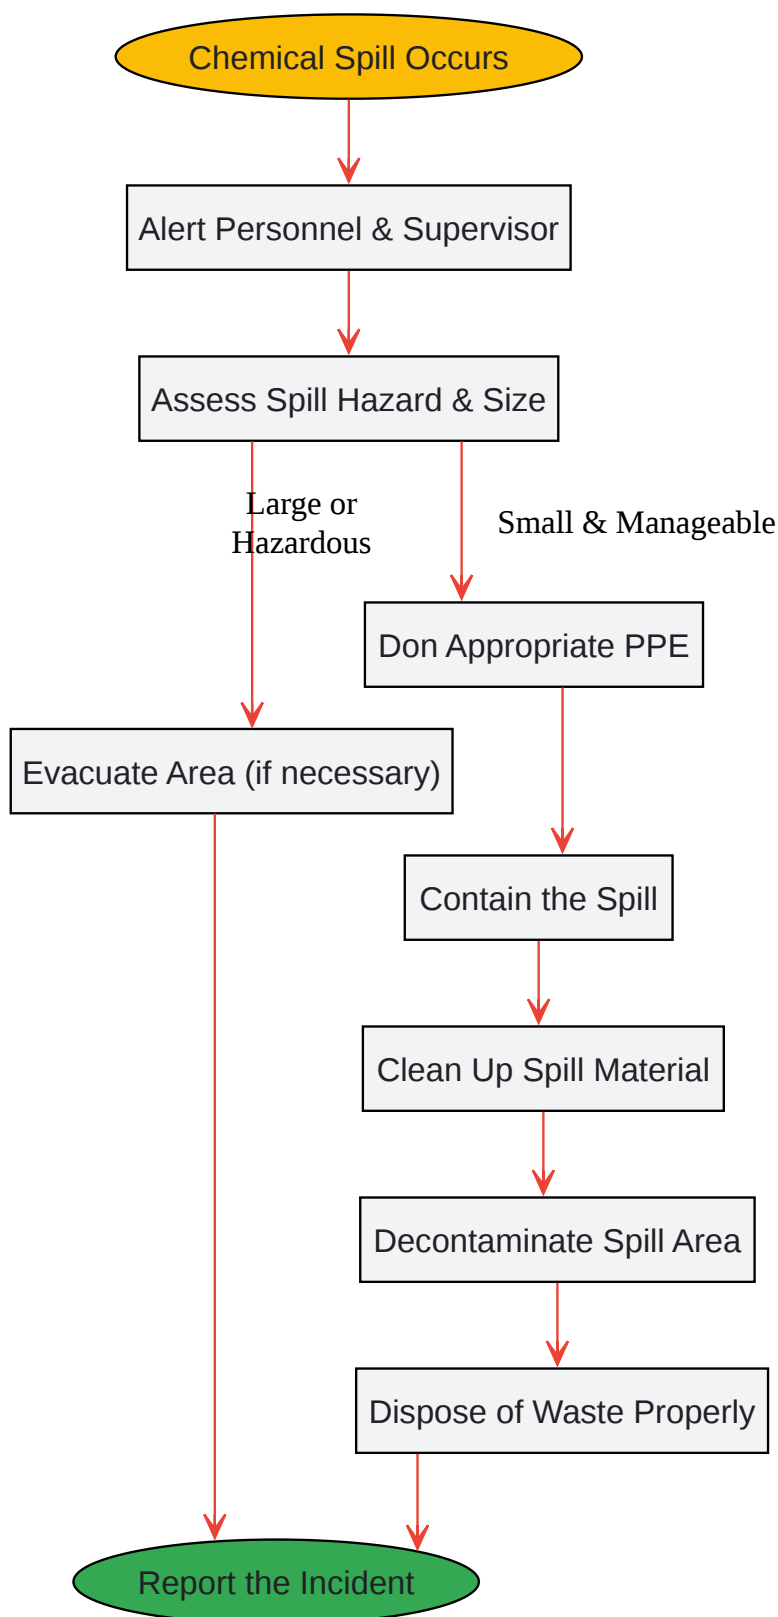 Chemical Spill Occurs
Alert Personnel & Supervisor
Assess Spill Hazard & Size
Large or
Hazardous
Small & Manageable
Don Appropriate PPE
Evacuate Area (if necessary)
Contain the Spill
Clean Up Spill Material
Decontaminate Spill Area
Dispose of Waste Properly
Report the Incident